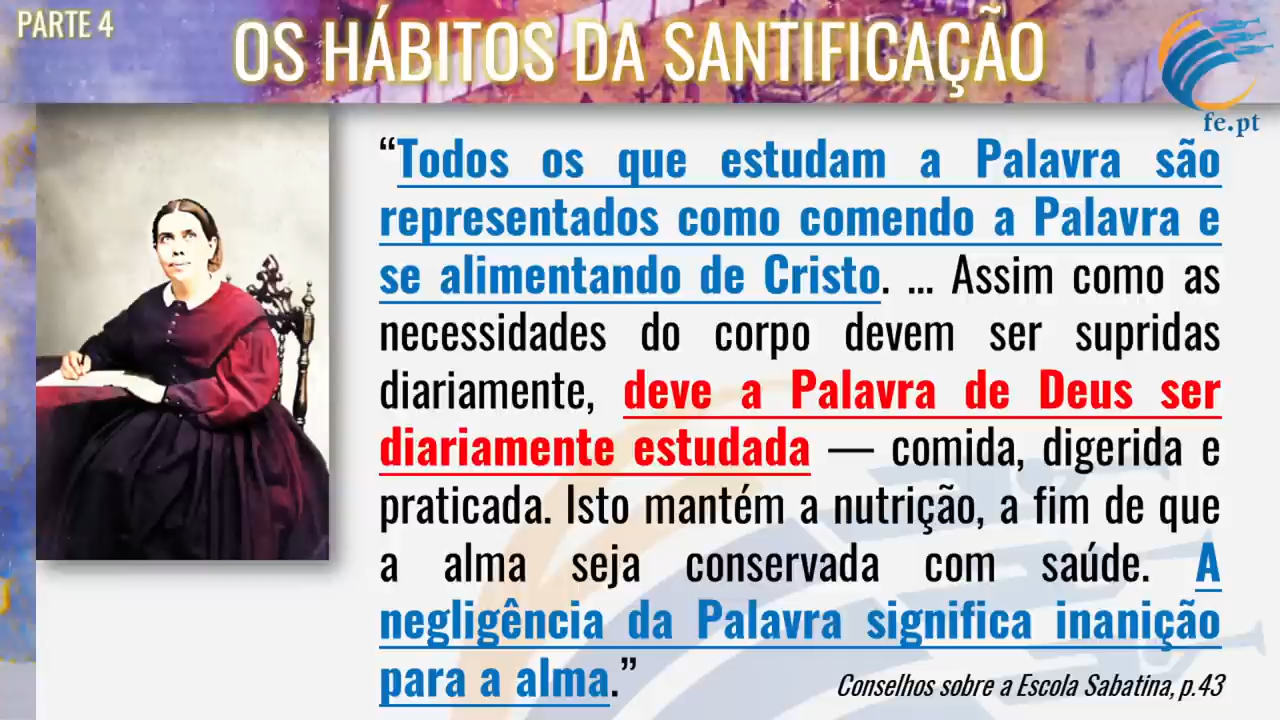 PARTE 4
OS HÁBITOS DA SANTIFICAÇÃO
fe.pt
“Todos os que estudam a Palavra são
representados como comendo a Palavra e
se alimentando de Cristo. ... Assim como as
necessidades do corpo devem ser supridas
diariamente, deve a Palavra de Deus ser
diariamente estudada — comida, digerida e
praticada. Isto mantém a nutrição, a fim de que
a alma seja conservada com saúde. A
negligência da Palavra significa inanição
para a alma.”
Conselhos sobre a Escola Sabatina, p.43